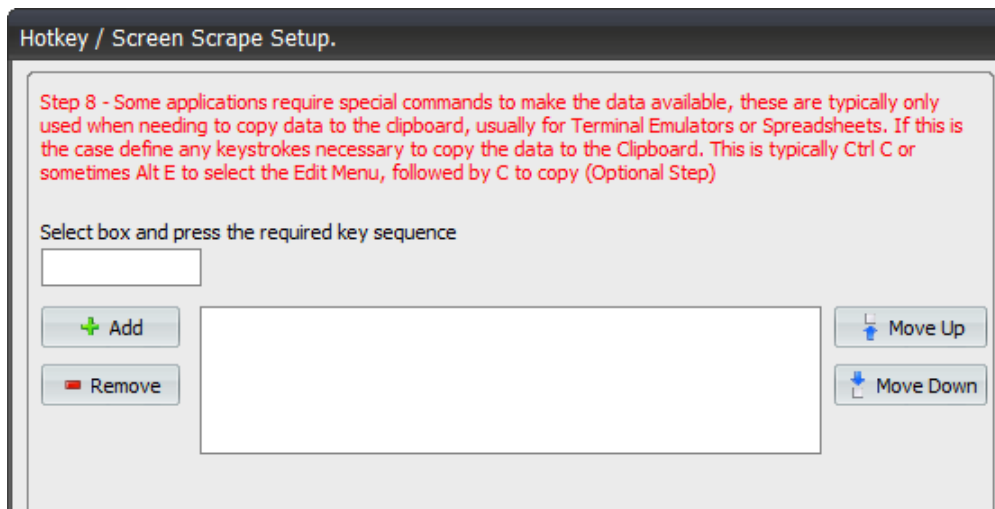 Hotkey / Screen Scrape Setup.
Step 8 - Some applications require special commands to make the data available, these are typically only
used when needing to copy data to the clipboard, usually for Terminal Emulators or Spreadsheets. If this is
the case define any keystrokes necessary to copy the data to the Clipboard. This is typically Ctrl C or
sometimes Alt E to select the Edit Menu, followed by C to copy (Optional Step)
Select box and press the required key sequence
Add
Move Up
Remove
Move Down